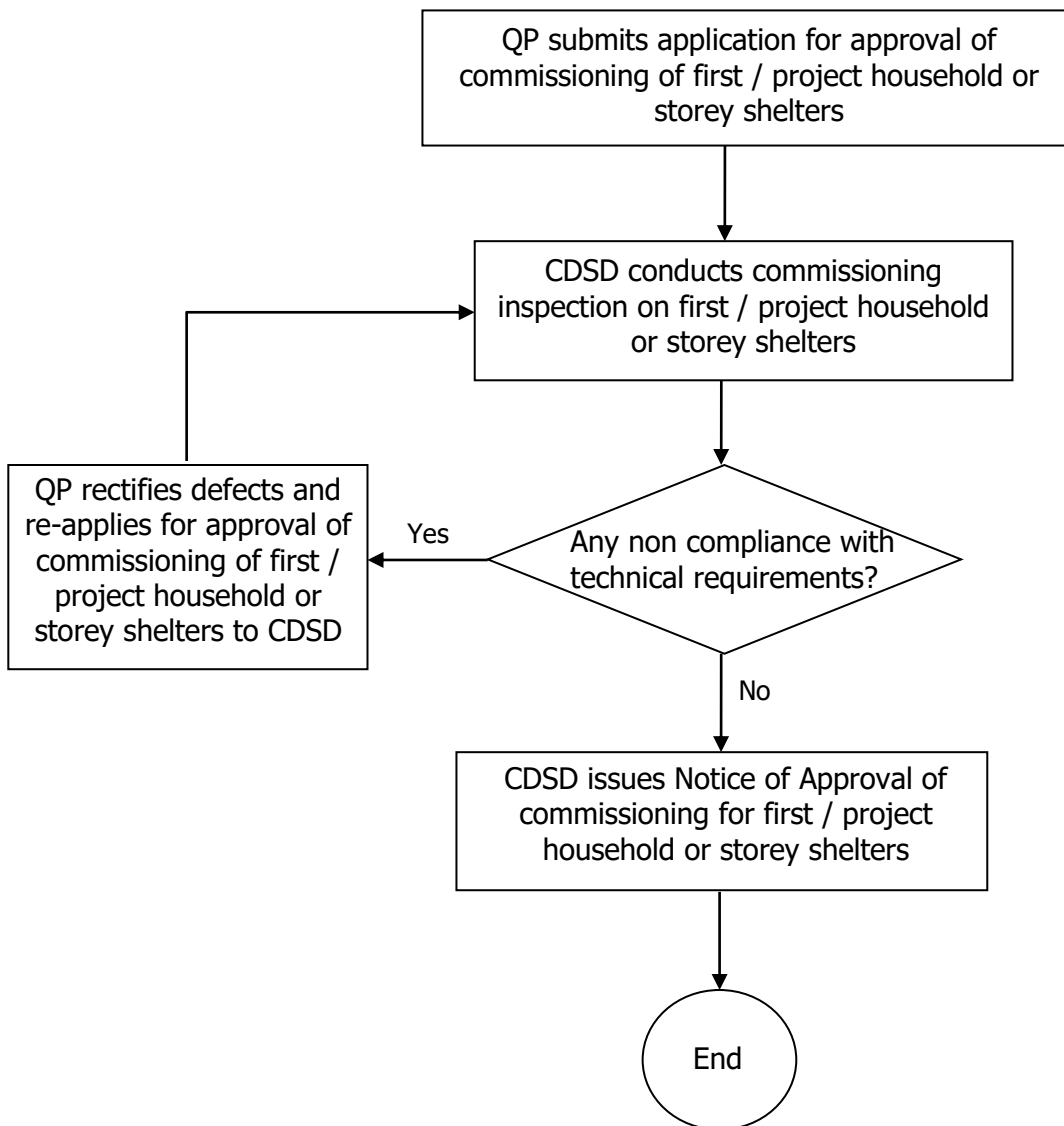 QP submits application for approval of
commissioning of first / project household or
storey shelters
CDSD conducts commissioning
inspection on first / project household
or storey shelters
QP rectifies defects and
re-applies for approval of
commissioning of first /
project household or
storey shelters to CDSD
Yes
Any non compliance with
technical requirements?
No
CDSD issues Notice of Approval of
commissioning for first / project
household or storey shelters
End